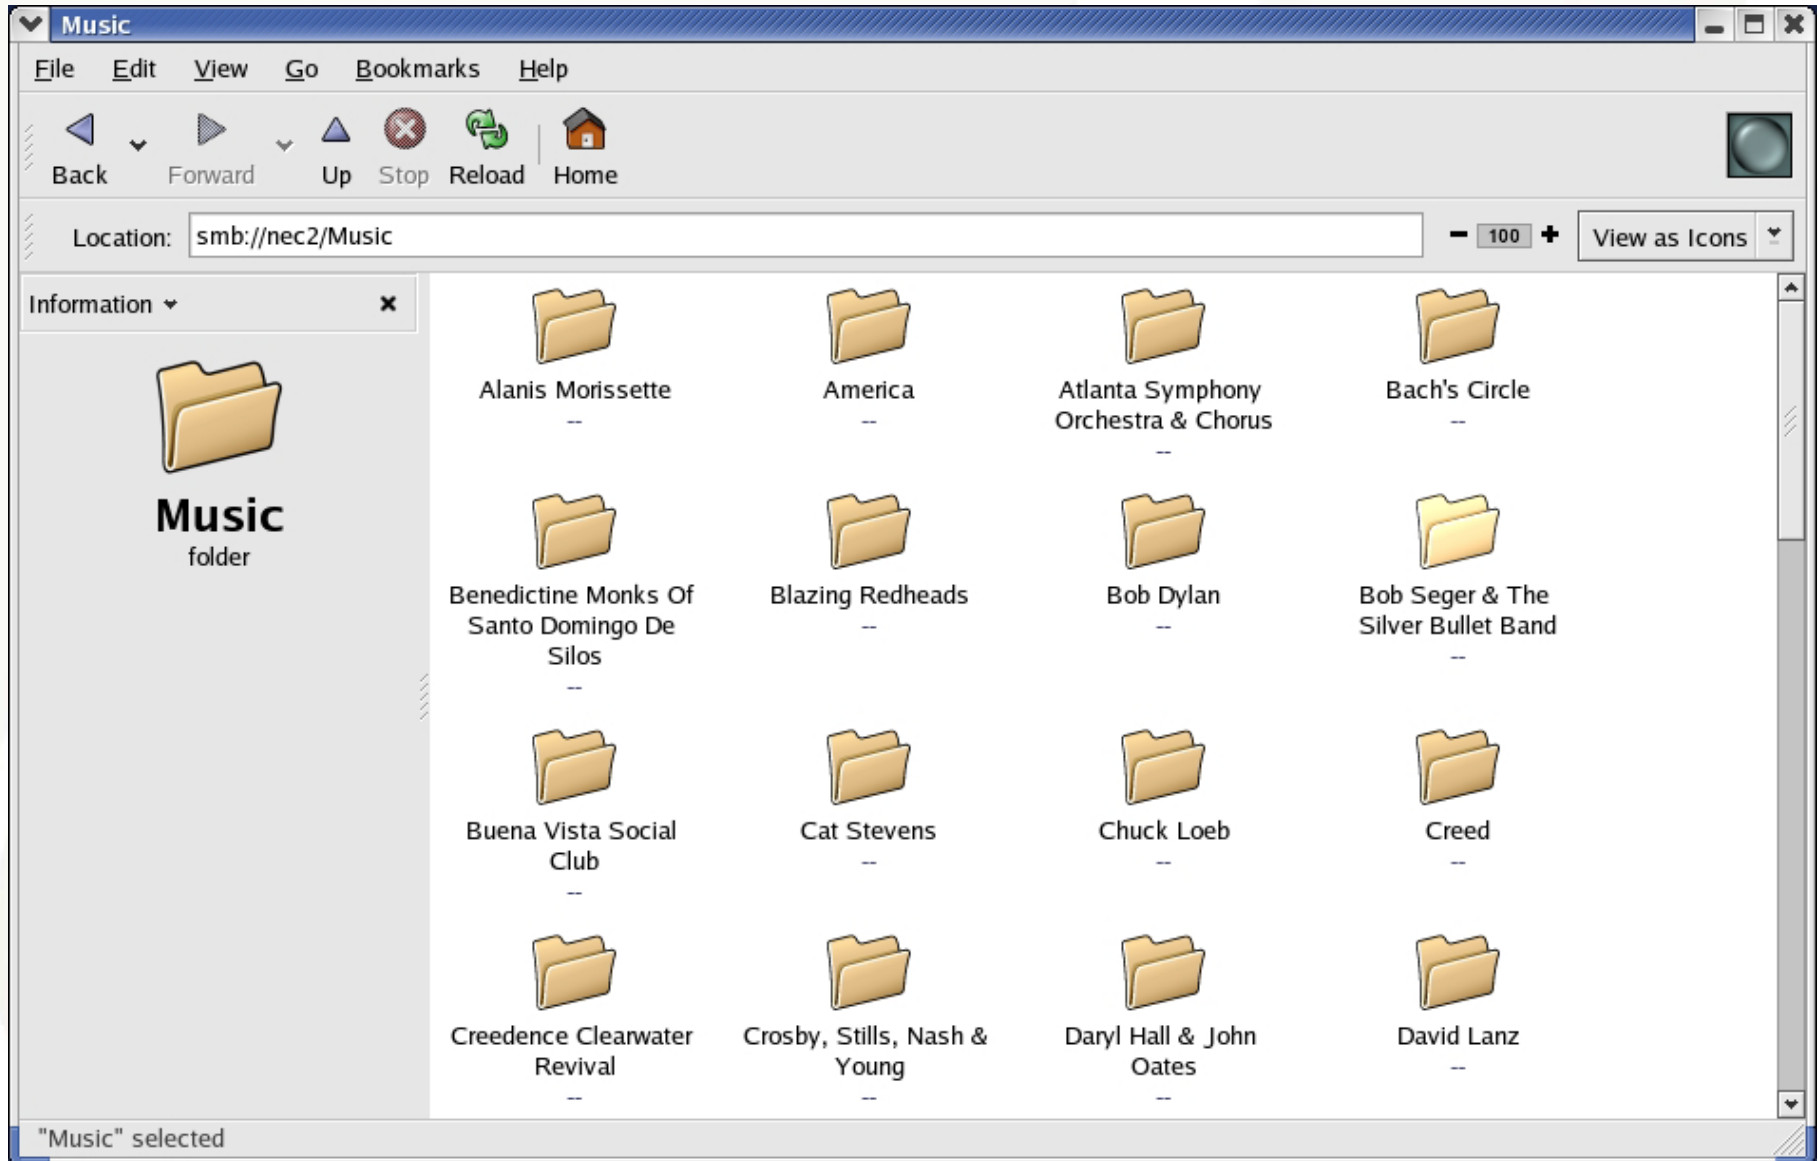 Music
File Edit View Go Bookmarks Help
Back Forward Up Stop Reload Home
Location: smb://nec2/Music 100 View as Icons
Information
Music
folder
Alanis Morissette
--
America
--
Atlanta Symphony
Orchestra & Chorus
--
Bach's Circle
--
Benedictine Monks Of
Santo Domingo De
Silos
--
Blazing Redheads
--
Bob Dylan
--
Bob Seger & The
Silver Bullet Band
--
Buena Vista Social
Club
--
Cat Stevens
--
Chuck Loeb
--
Creed
--
Creedence Clearwater
Revival
--
Crosby, Stills, Nash &
Young
--
Daryl Hall & John
Oates
--
David Lanz
--
"Music" selected